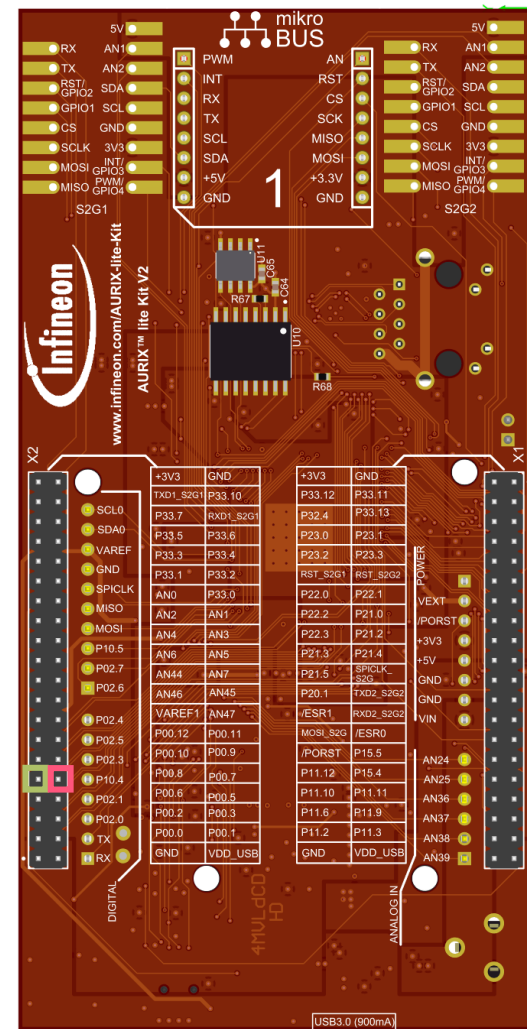 mikro
BUS
5V
RX AN1
TX AN2
RST/
GPIO2 SDA
GPIO1 SCL
CS GND
SCLK 3V3
MOSI INT/
GPIO3
MISO PWM/
GPIO4
S2G1
PWM AN
INT RST
RX CS
TX SCK
SCL MISO
SDA MOSI
+5V +3.3V
GND GND
1
5V
RX AN1
TX AN2
RST/
GPIO2 SDA
GPIO1 SCL
CS GND
SCLK 3V3
MOSI INT/
GPIO3
MISO PWM/
GPIO4
S2G2
Infineon
www.infineon.com/AURIX-lite-Kit
AURIX™ lite Kit V2
U11
C65
C64
R67
U10
R68
X2
X1
SCL0
SDA0
VAREF
GND
SPICLK
MISO
MOSI
P10.5
P02.7
P02.6
P02.4
P02.5
P02.3
P10.4
P02.1
P02.0
TX
RX
DIGITAL
+3V3 GND
TXD1_S2G1 P33.10
P33.7 RXD1_S2G1
P33.5 P33.6
P33.3 P33.4
P33.1 P33.2
AN0 P33.0
AN2 AN1
AN4 AN3
AN6 AN5
AN44 AN7
AN46 AN45
VAREF1 AN47
P00.12 P00.11
P00.10 P00.9
P00.8 P00.7
P00.6 P00.5
P00.2 P00.3
P00.0 P00.1
GND VDD_USB
+3V3 GND
P33.12 P33.11
P32.4 P33.13
P23.0 P23.1
P23.2 P23.3
RST_S2G1 RST_S2G2
P22.0 P22.1
P22.2 P21.0
P22.3 P21.2
P21.3 P21.4
P21.5 SPICLK_
S2G
P20.1 TXD2_S2G2
/ESR1 RXD2_S2G2
MOSI_S2G /ESR0
/PORST P15.5
P11.12 P15.4
P11.10 P11.11
P11.6 P11.9
P11.2 P11.3
GND VDD_USB
POWER
VEXT
/PORST
+3V3
+5V
GND
GND
VIN
AN24
AN25
AN36
AN37
AN38
AN39
ANALOG IN
4MVLdCD
HD
USB3.0 (900mA)